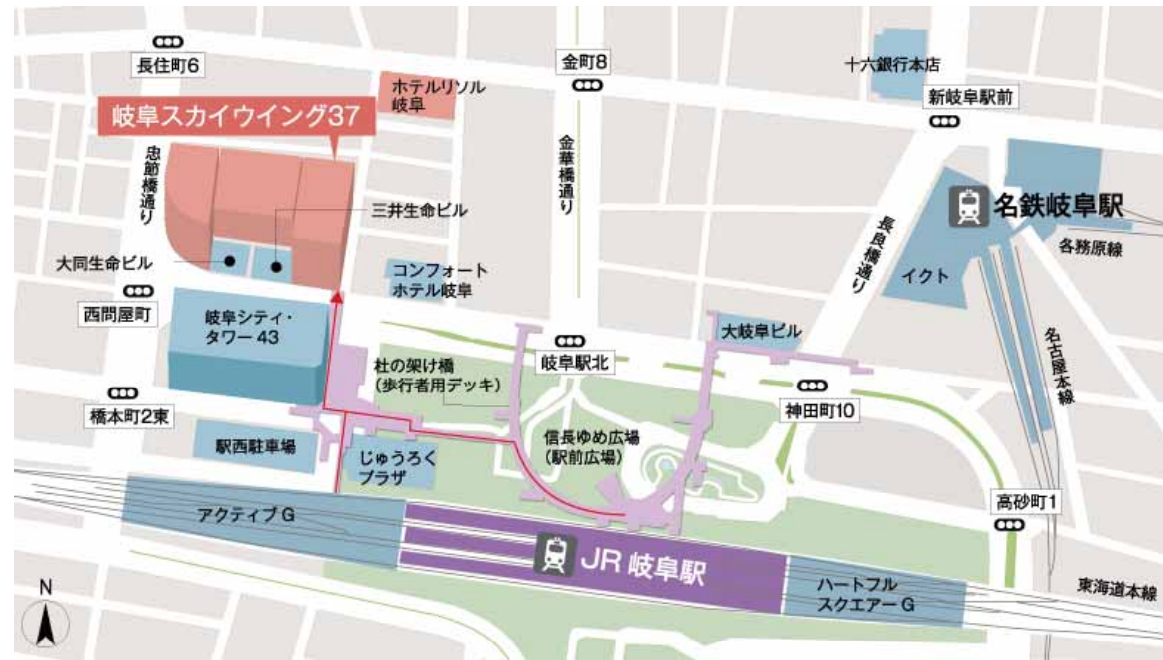 長住町6
金町8
十六銀行本店
ホテルリソル
岐阜
新岐阜駅前
岐阜スカイウイング37
忠節橋通り
金華橋通り
三井生命ビル
名鉄岐阜駅
長良橋通り
各務原線
大同生命ビル
コンフォート
ホテル岐阜
イクト
西問屋町
岐阜シティ・
タワー43
大岐阜ビル
名古屋本線
杜の架け橋
(歩行者用デッキ)
岐阜駅北
橋本町2東
神田町10
駅西駐車場
じゅうろく
プラザ
信長ゆめ広場
(駅前広場)
高砂町1
アクティブG
JR岐阜駅
ハートフル
スクエアーG
東海道本線
N